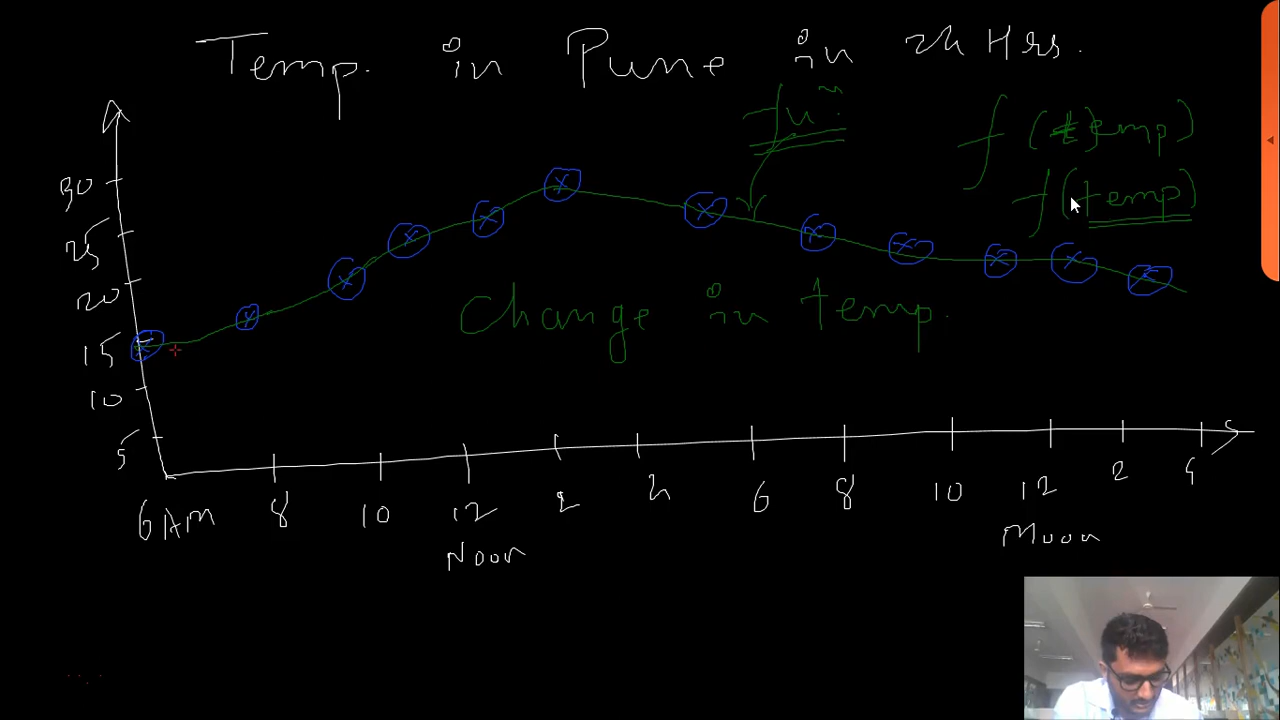 Temp. in Pune in 24 Hrs.
fuⁿ.
f (temp)
f (temp)
30
25
20
15
10
5
Change in temp.
6 AM 8 10 12 2 4 6 8 10 12 2 4
Noon Moon